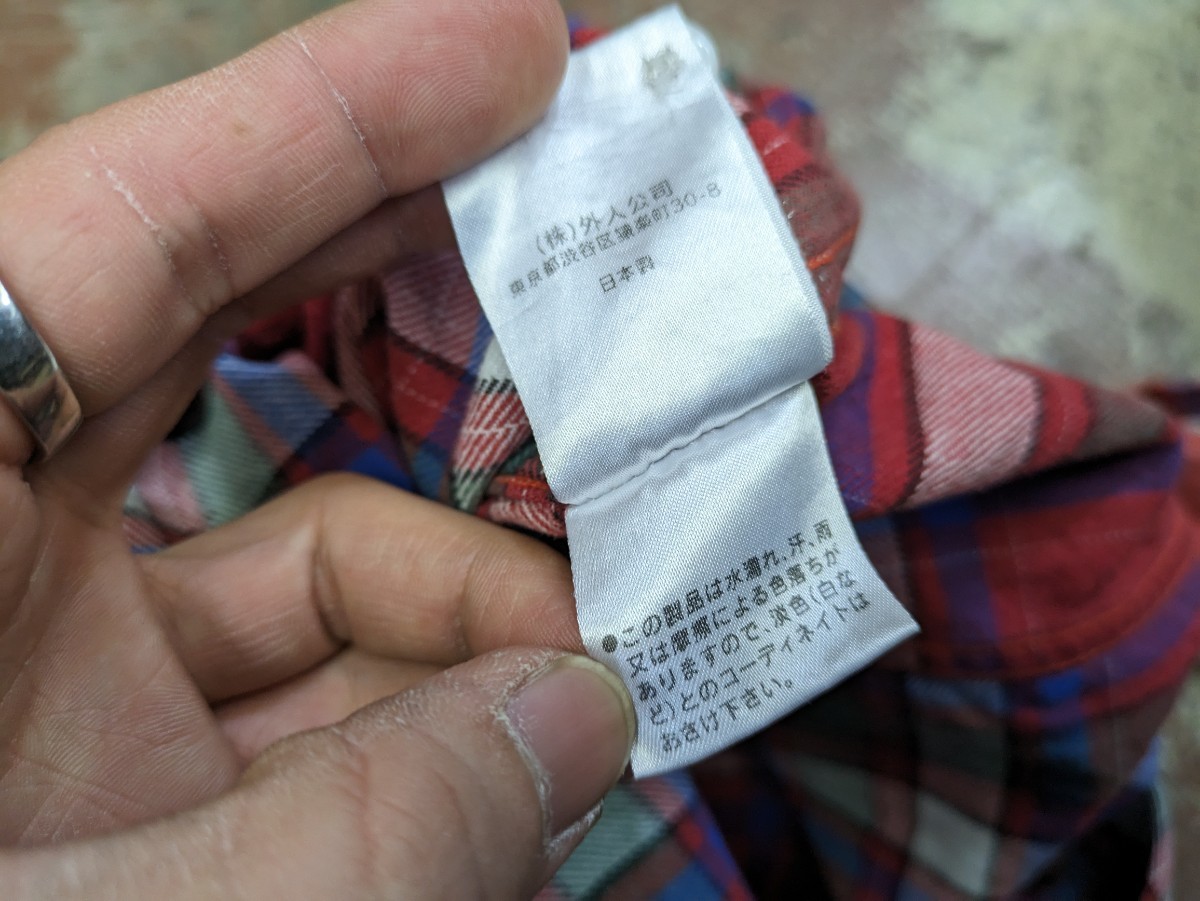 (株)外人公司
東京都渋谷区鴬楽町30-8
日本製
●この製品は水濡れ、汗、雨
又は摩擦による色落ちが
ありますので、淡色(白な
ど)とのコーディネイトは
おさけ下さい。